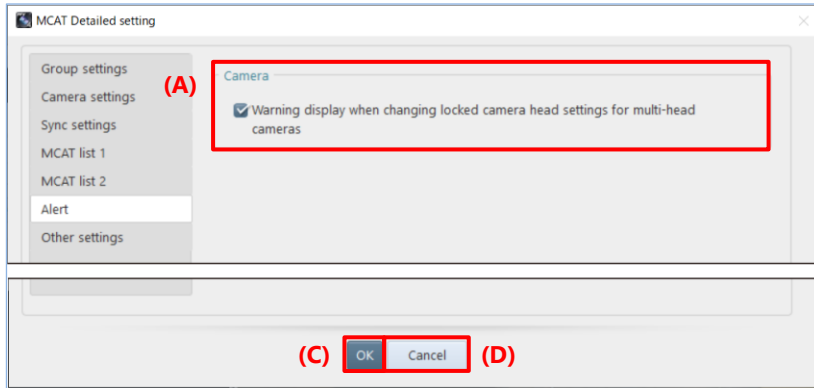 MCAT Detailed setting
Group settings
Camera settings
Sync settings
MCAT list 1
MCAT list 2
Alert
Other settings
(A)
Camera
Warning display when changing locked camera head settings for multi-head
cameras
(C) OK Cancel (D)